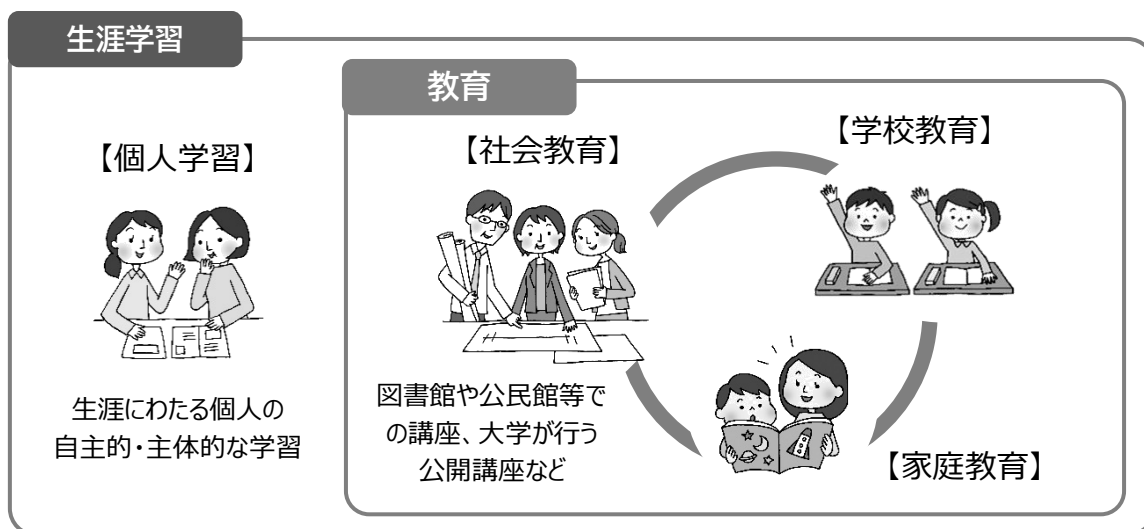 生涯学習
教育
【個人学習】
生涯にわたる個人の
自主的・主体的な学習
【社会教育】
図書館や公民館等で
の講座、大学が行う
公開講座など
【学校教育】
【家庭教育】